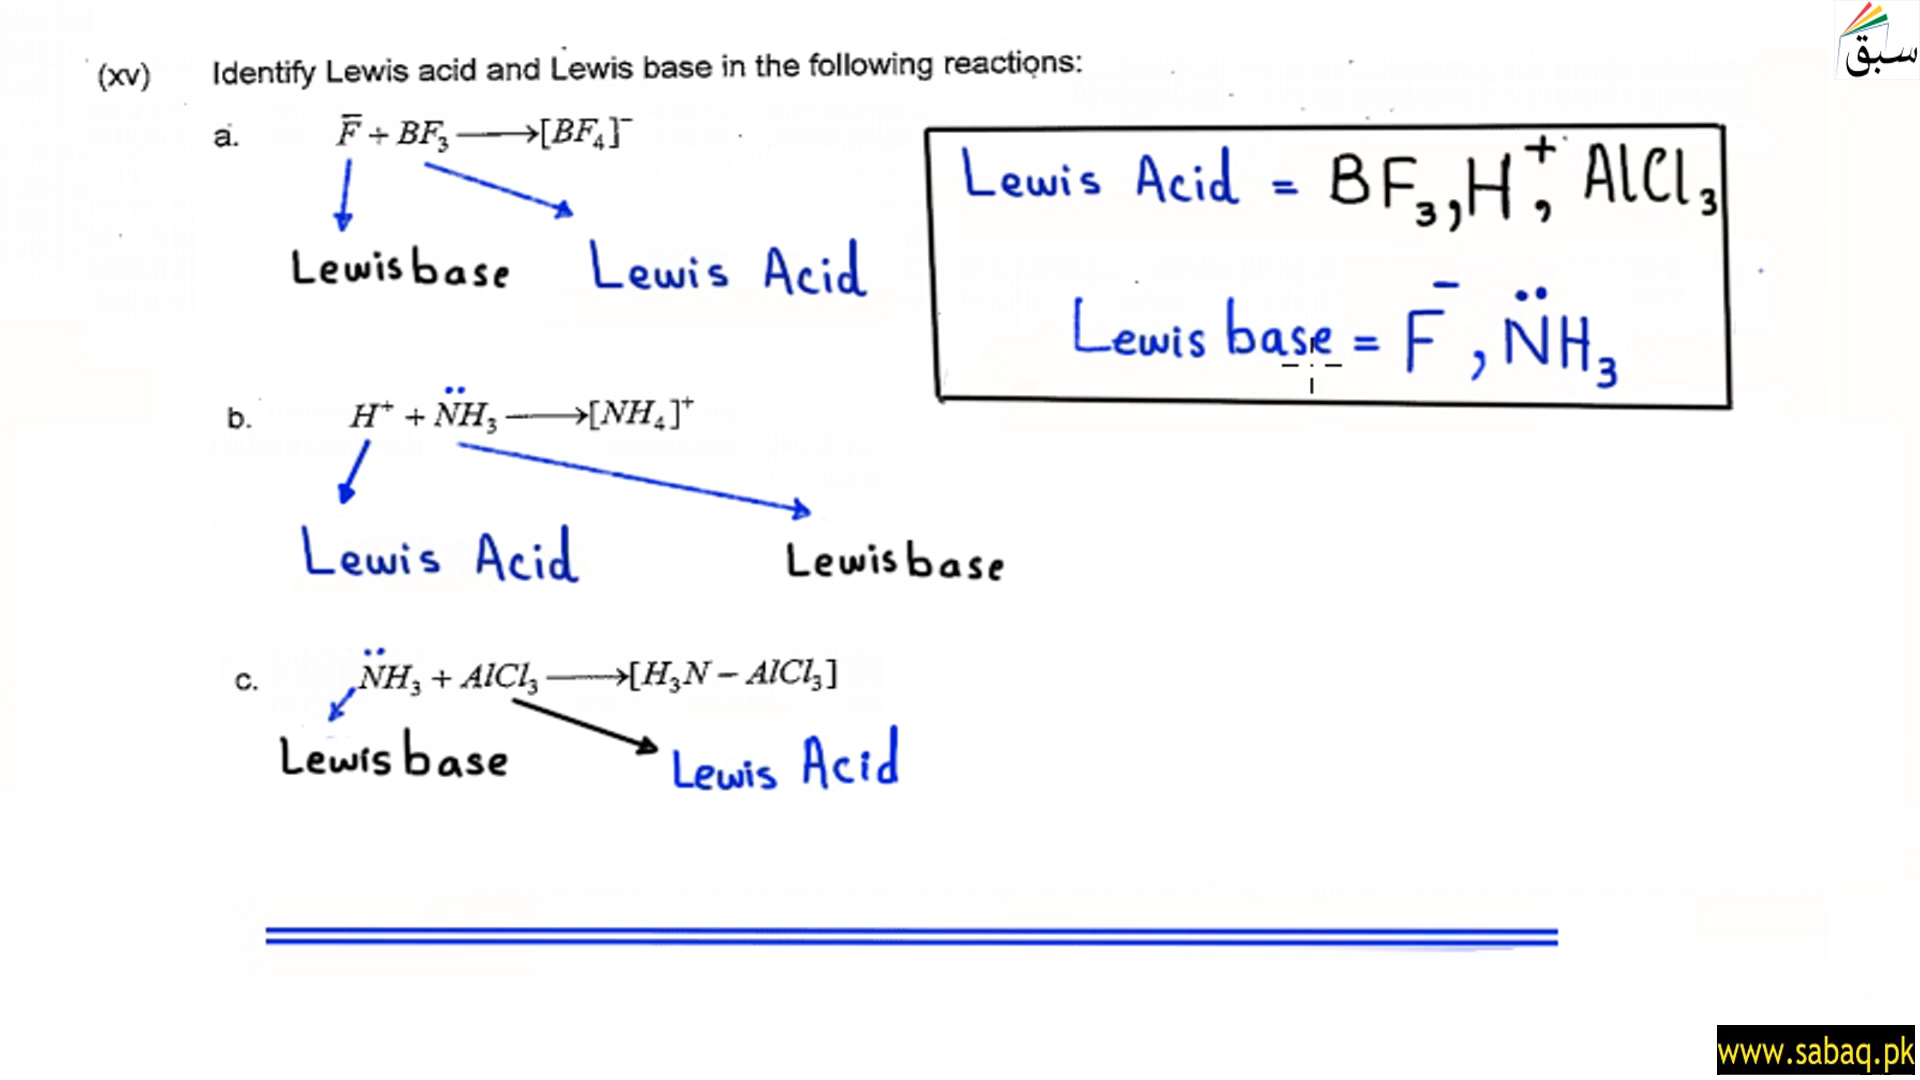 سبق
(xv) Identify Lewis acid and Lewis base in the following reactions:
a. F̅ + BF₃ ⟶ [BF₄]⁻
Lewis base Lewis Acid
Lewis Acid = BF₃, H⁺, AlCl₃
Lewis base = F⁻, N̈H₃
b. H⁺ + N̈H₃ ⟶ [NH₄]⁺
Lewis Acid Lewis base
c. N̈H₃ + AlCl₃ ⟶ [H₃N – AlCl₃]
Lewis base Lewis Acid
www.sabaq.pk